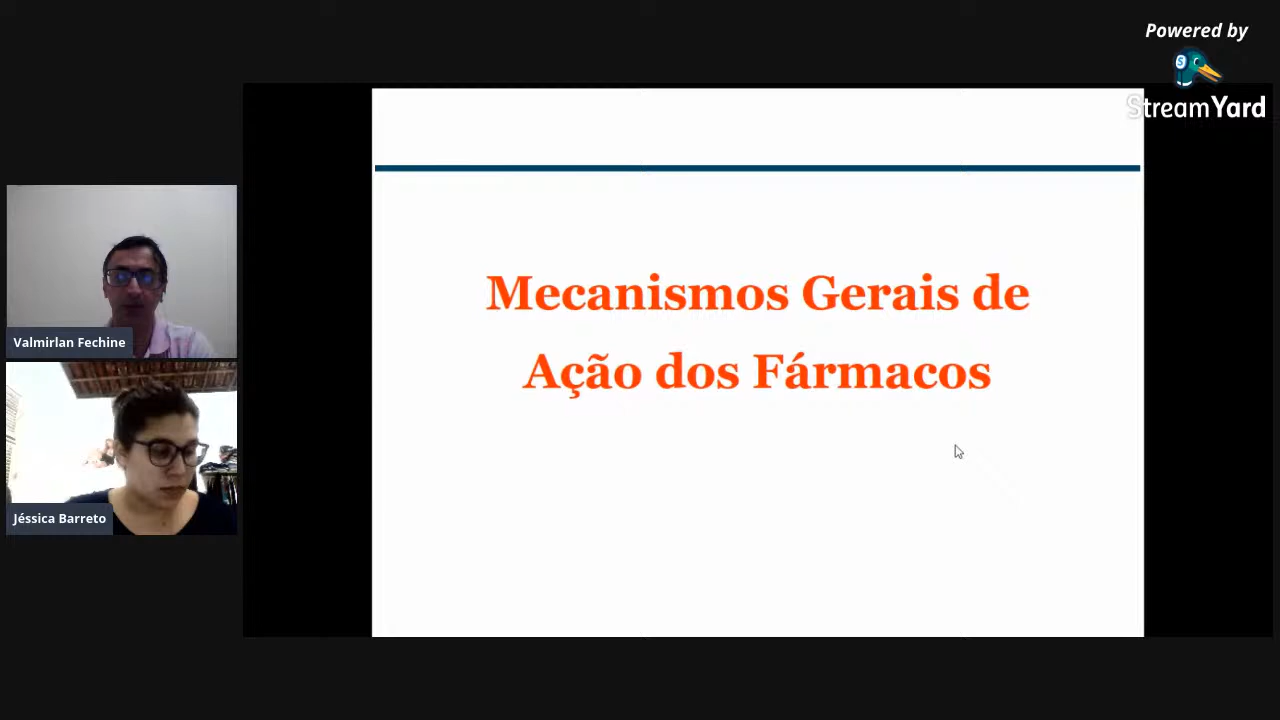 Powered by
StreamYard
Mecanismos Gerais de
Ação dos Fármacos
Valmirlan Fechine
Jéssica Barreto